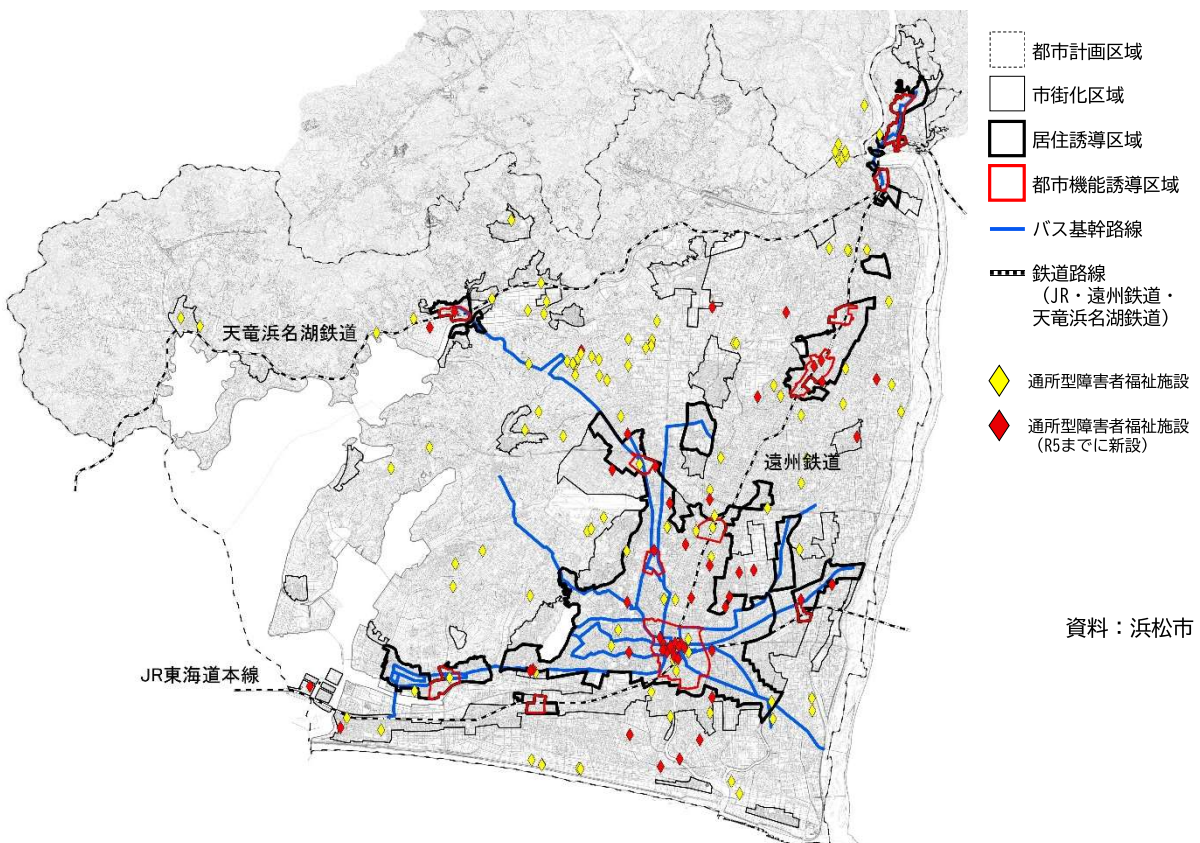 都市計画区域
市街化区域
居住誘導区域
都市機能誘導区域
バス基幹路線
鉄道路線
（JR・遠州鉄道・
天竜浜名湖鉄道）
通所型障害者福祉施設
通所型障害者福祉施設
（R5までに新設）
天竜浜名湖鉄道
遠州鉄道
JR東海道本線
資料：浜松市